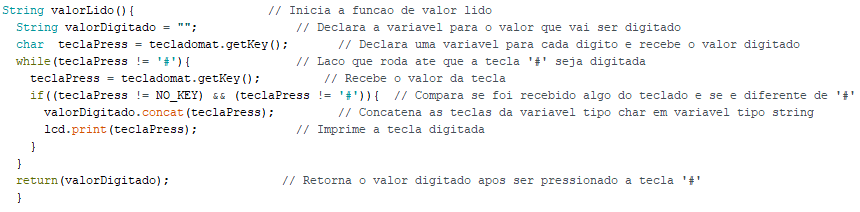 String valorLido(){ // Inicia a funcao de valor lido
String valorDigitado = ""; // Declara a variavel para o valor que vai ser digitado
char teclaPress = tecladomat.getKey(); // Declara uma variavel para cada digito e recebe o valor digitado
while(teclaPress != '#'){ // Laco que roda ate que a tecla '#' seja digitada
teclaPress = tecladomat.getKey(); // Recebe o valor da tecla
if((teclaPress != NO_KEY) && (teclaPress != '#')){ // Compara se foi recebido algo do teclado e se e diferente de '#'
valorDigitado.concat(teclaPress); // Concatena as teclas da variavel tipo char em variavel tipo string
lcd.print(teclaPress); // Imprime a tecla digitada
}
}
return(valorDigitado); // Retorna o valor digitado apos ser pressionado a tecla '#'
}